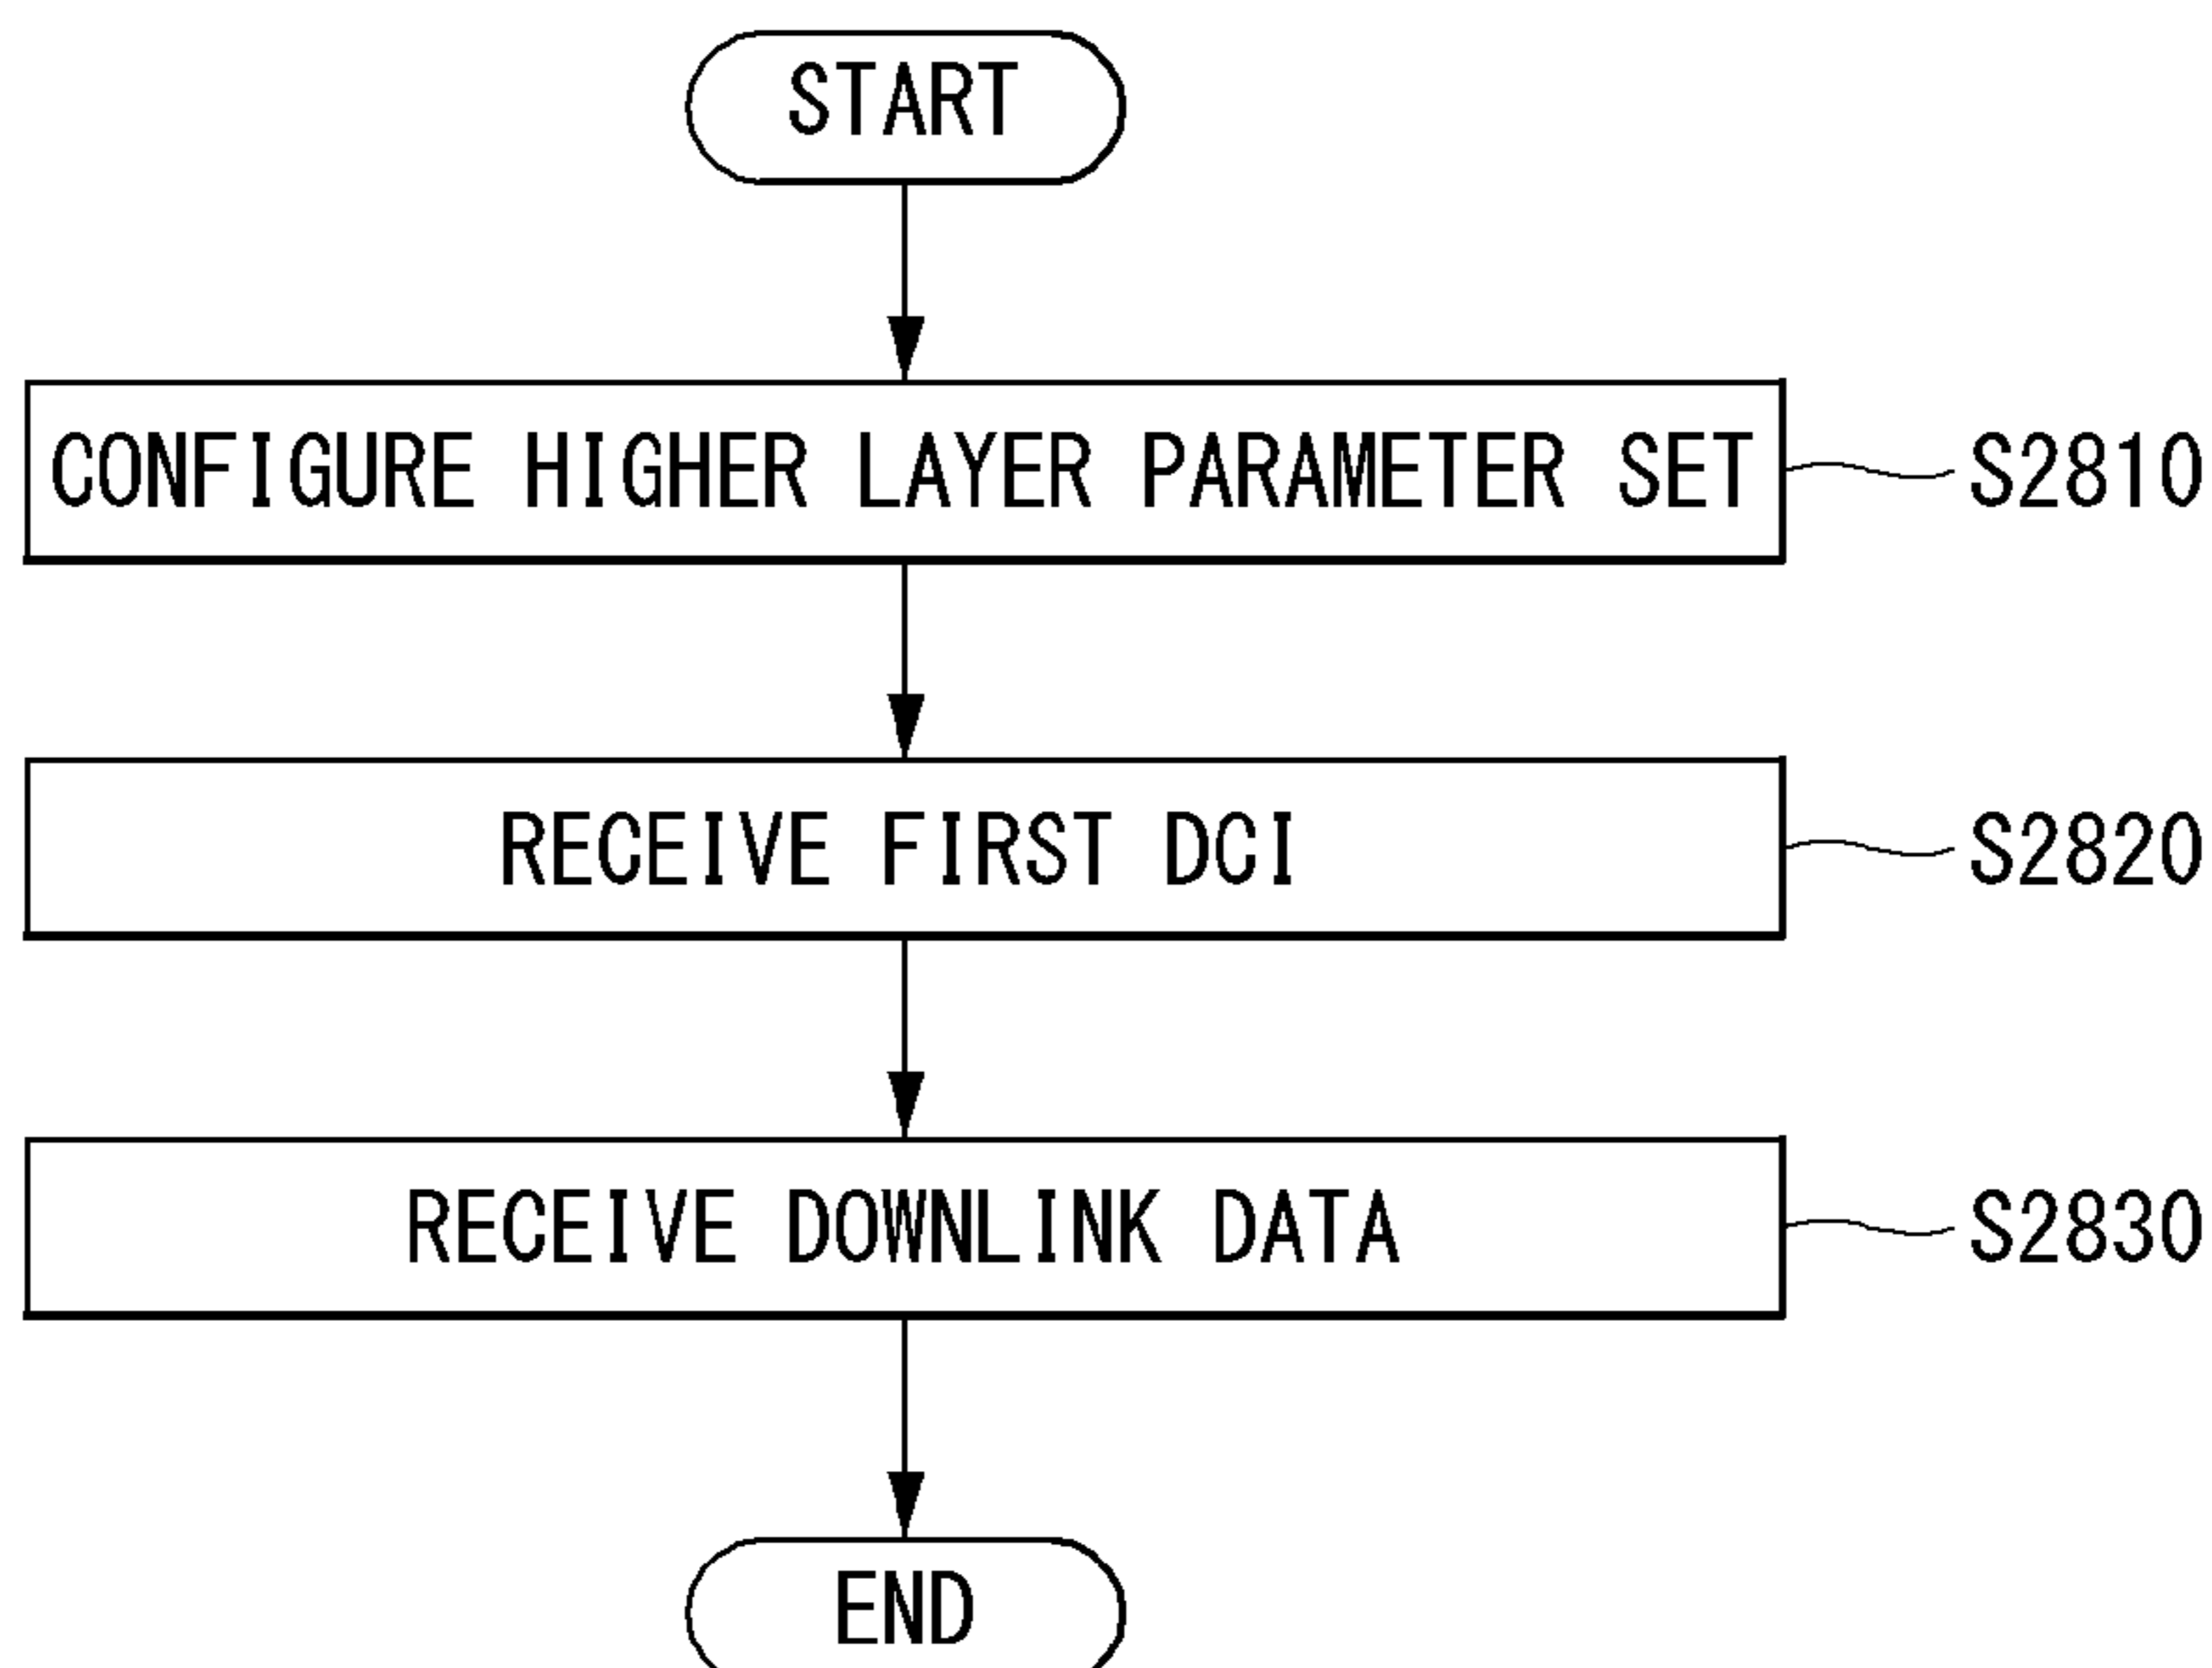 START
CONFIGURE HIGHER LAYER PARAMETER SET S2810
RECEIVE FIRST DCI S2820
RECEIVE DOWNLINK DATA S2830
END